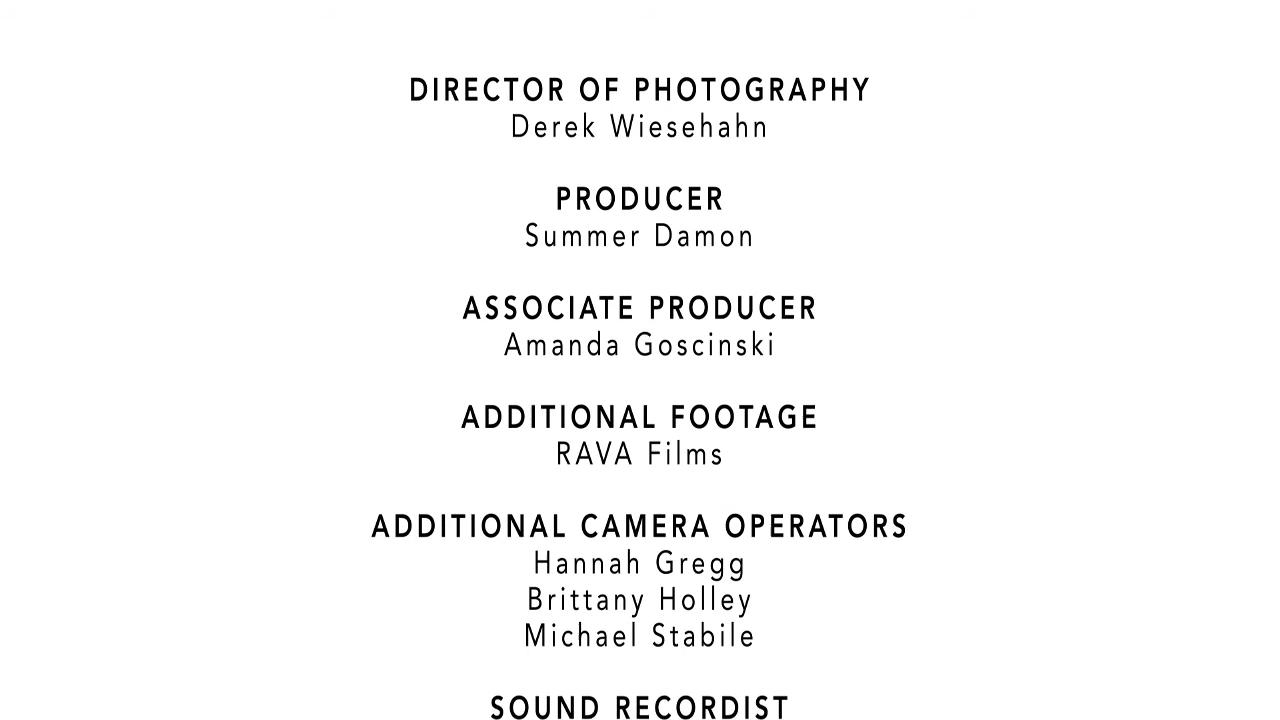 DIRECTOR OF PHOTOGRAPHY
Derek Wiesehahn
PRODUCER
Summer Damon
ASSOCIATE PRODUCER
Amanda Goscinski
ADDITIONAL FOOTAGE
RAVA Films
ADDITIONAL CAMERA OPERATORS
Hannah Gregg
Brittany Holley
Michael Stabile
SOUND RECORDIST